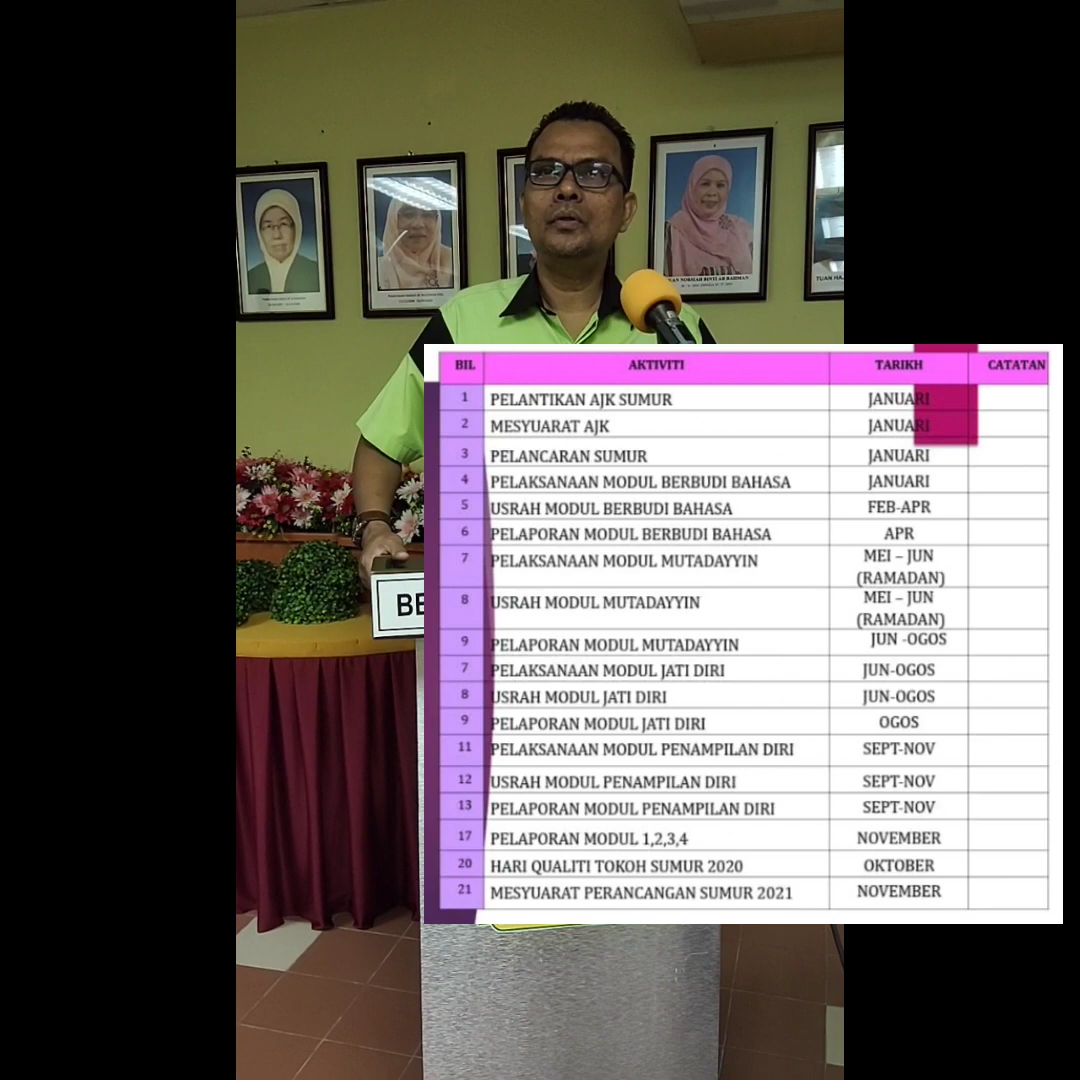 BIL AKTIVITI TARIKH CATATAN
1 PELANTIKAN AJK SUMUR JANUARI
2 MESYUARAT AJK JANUARI
3 PELANCARAN SUMUR JANUARI
4 PELAKSANAAN MODUL BERBUDI BAHASA JANUARI
5 USRAH MODUL BERBUDI BAHASA FEB-APR
6 PELAPORAN MODUL BERBUDI BAHASA APR
7 PELAKSANAAN MODUL MUTADAYYIN MEI – JUN
(RAMADAN)
8 USRAH MODUL MUTADAYYIN MEI – JUN
(RAMADAN)
9 PELAPORAN MODUL MUTADAYYIN JUN -OGOS
7 PELAKSANAAN MODUL JATI DIRI JUN-OGOS
8 USRAH MODUL JATI DIRI JUN-OGOS
9 PELAPORAN MODUL JATI DIRI OGOS
11 PELAKSANAAN MODUL PENAMPILAN DIRI SEPT-NOV
12 USRAH MODUL PENAMPILAN DIRI SEPT-NOV
13 PELAPORAN MODUL PENAMPILAN DIRI SEPT-NOV
17 PELAPORAN MODUL 1,2,3,4 NOVEMBER
20 HARI QUALITI TOKOH SUMUR 2020 OKTOBER
21 MESYUARAT PERANCANGAN SUMUR 2021 NOVEMBER
BE
NORMAH BINTI AB RAHMAN
TUAN